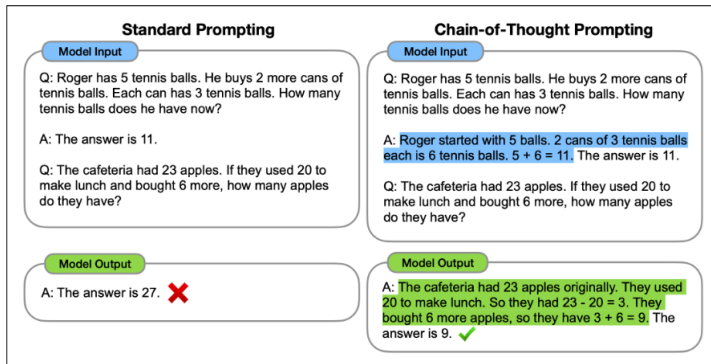 Standard Prompting
Model Input
Q: Roger has 5 tennis balls. He buys 2 more cans of
tennis balls. Each can has 3 tennis balls. How many
tennis balls does he have now?
A: The answer is 11.
Q: The cafeteria had 23 apples. If they used 20 to
make lunch and bought 6 more, how many apples
do they have?
Model Output
A: The answer is 27.
Chain-of-Thought Prompting
Model Input
Q: Roger has 5 tennis balls. He buys 2 more cans of
tennis balls. Each can has 3 tennis balls. How many
tennis balls does he have now?
A: Roger started with 5 balls. 2 cans of 3 tennis balls
each is 6 tennis balls. 5 + 6 = 11. The answer is 11.
Q: The cafeteria had 23 apples. If they used 20 to
make lunch and bought 6 more, how many apples
do they have?
Model Output
A: The cafeteria had 23 apples originally. They used
20 to make lunch. So they had 23 - 20 = 3. They
bought 6 more apples, so they have 3 + 6 = 9. The
answer is 9.